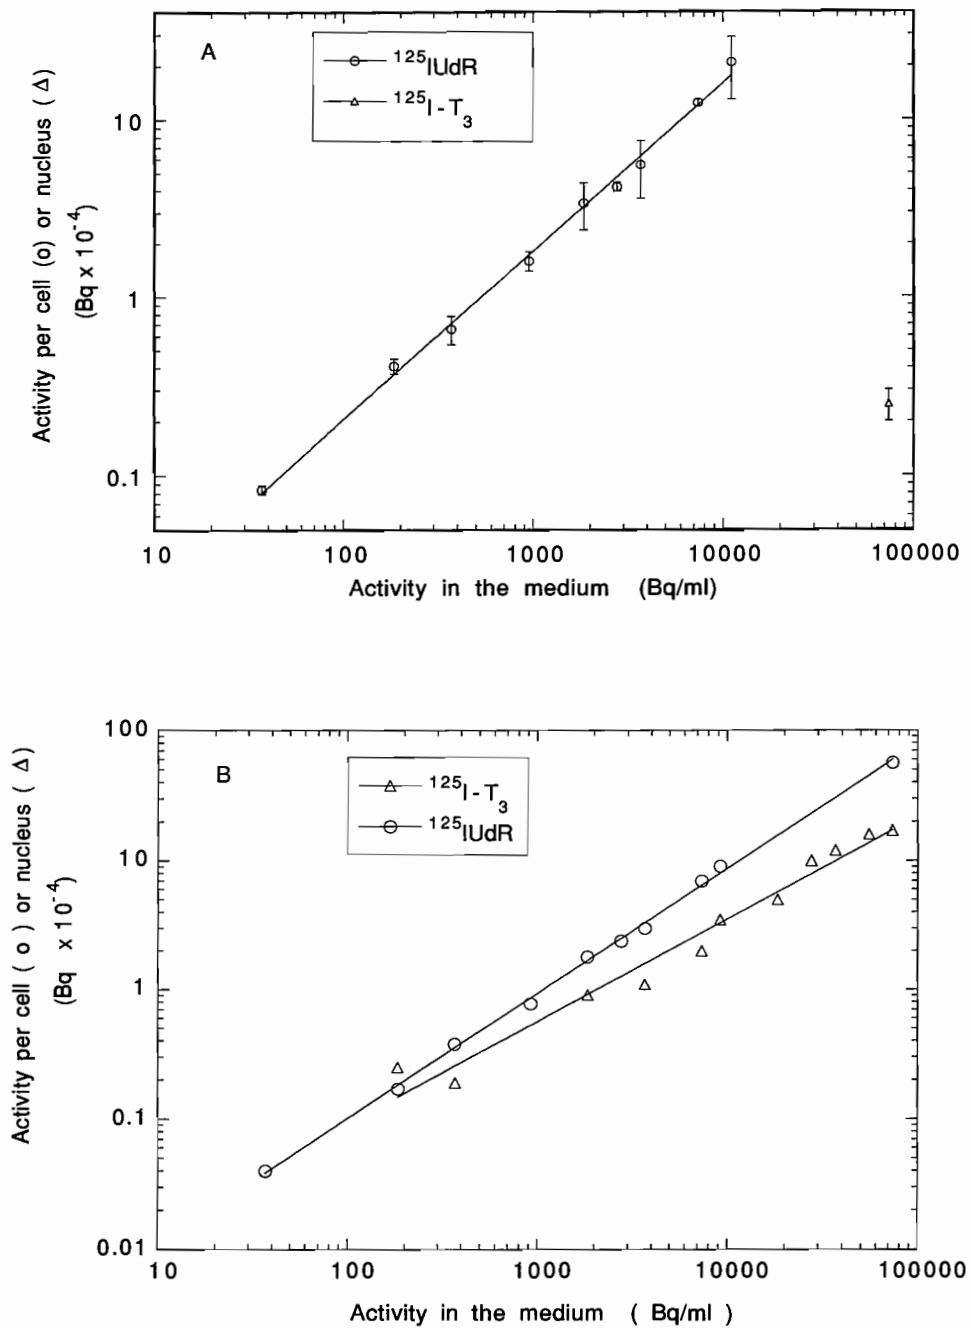 A
125IUdR
125I-T3
10
1
0.1
Activity per cell (o) or nucleus (Δ)
(Bq x 10-4)
10 100 1000 10000 100000
Activity in the medium (Bq/ml)
B
125I-T3
125IUdR
100
10
1
0.1
0.01
Activity per cell ( o ) or nucleus ( Δ )
(Bq x 10-4)
10 100 1000 10000 100000
Activity in the medium ( Bq/ml )